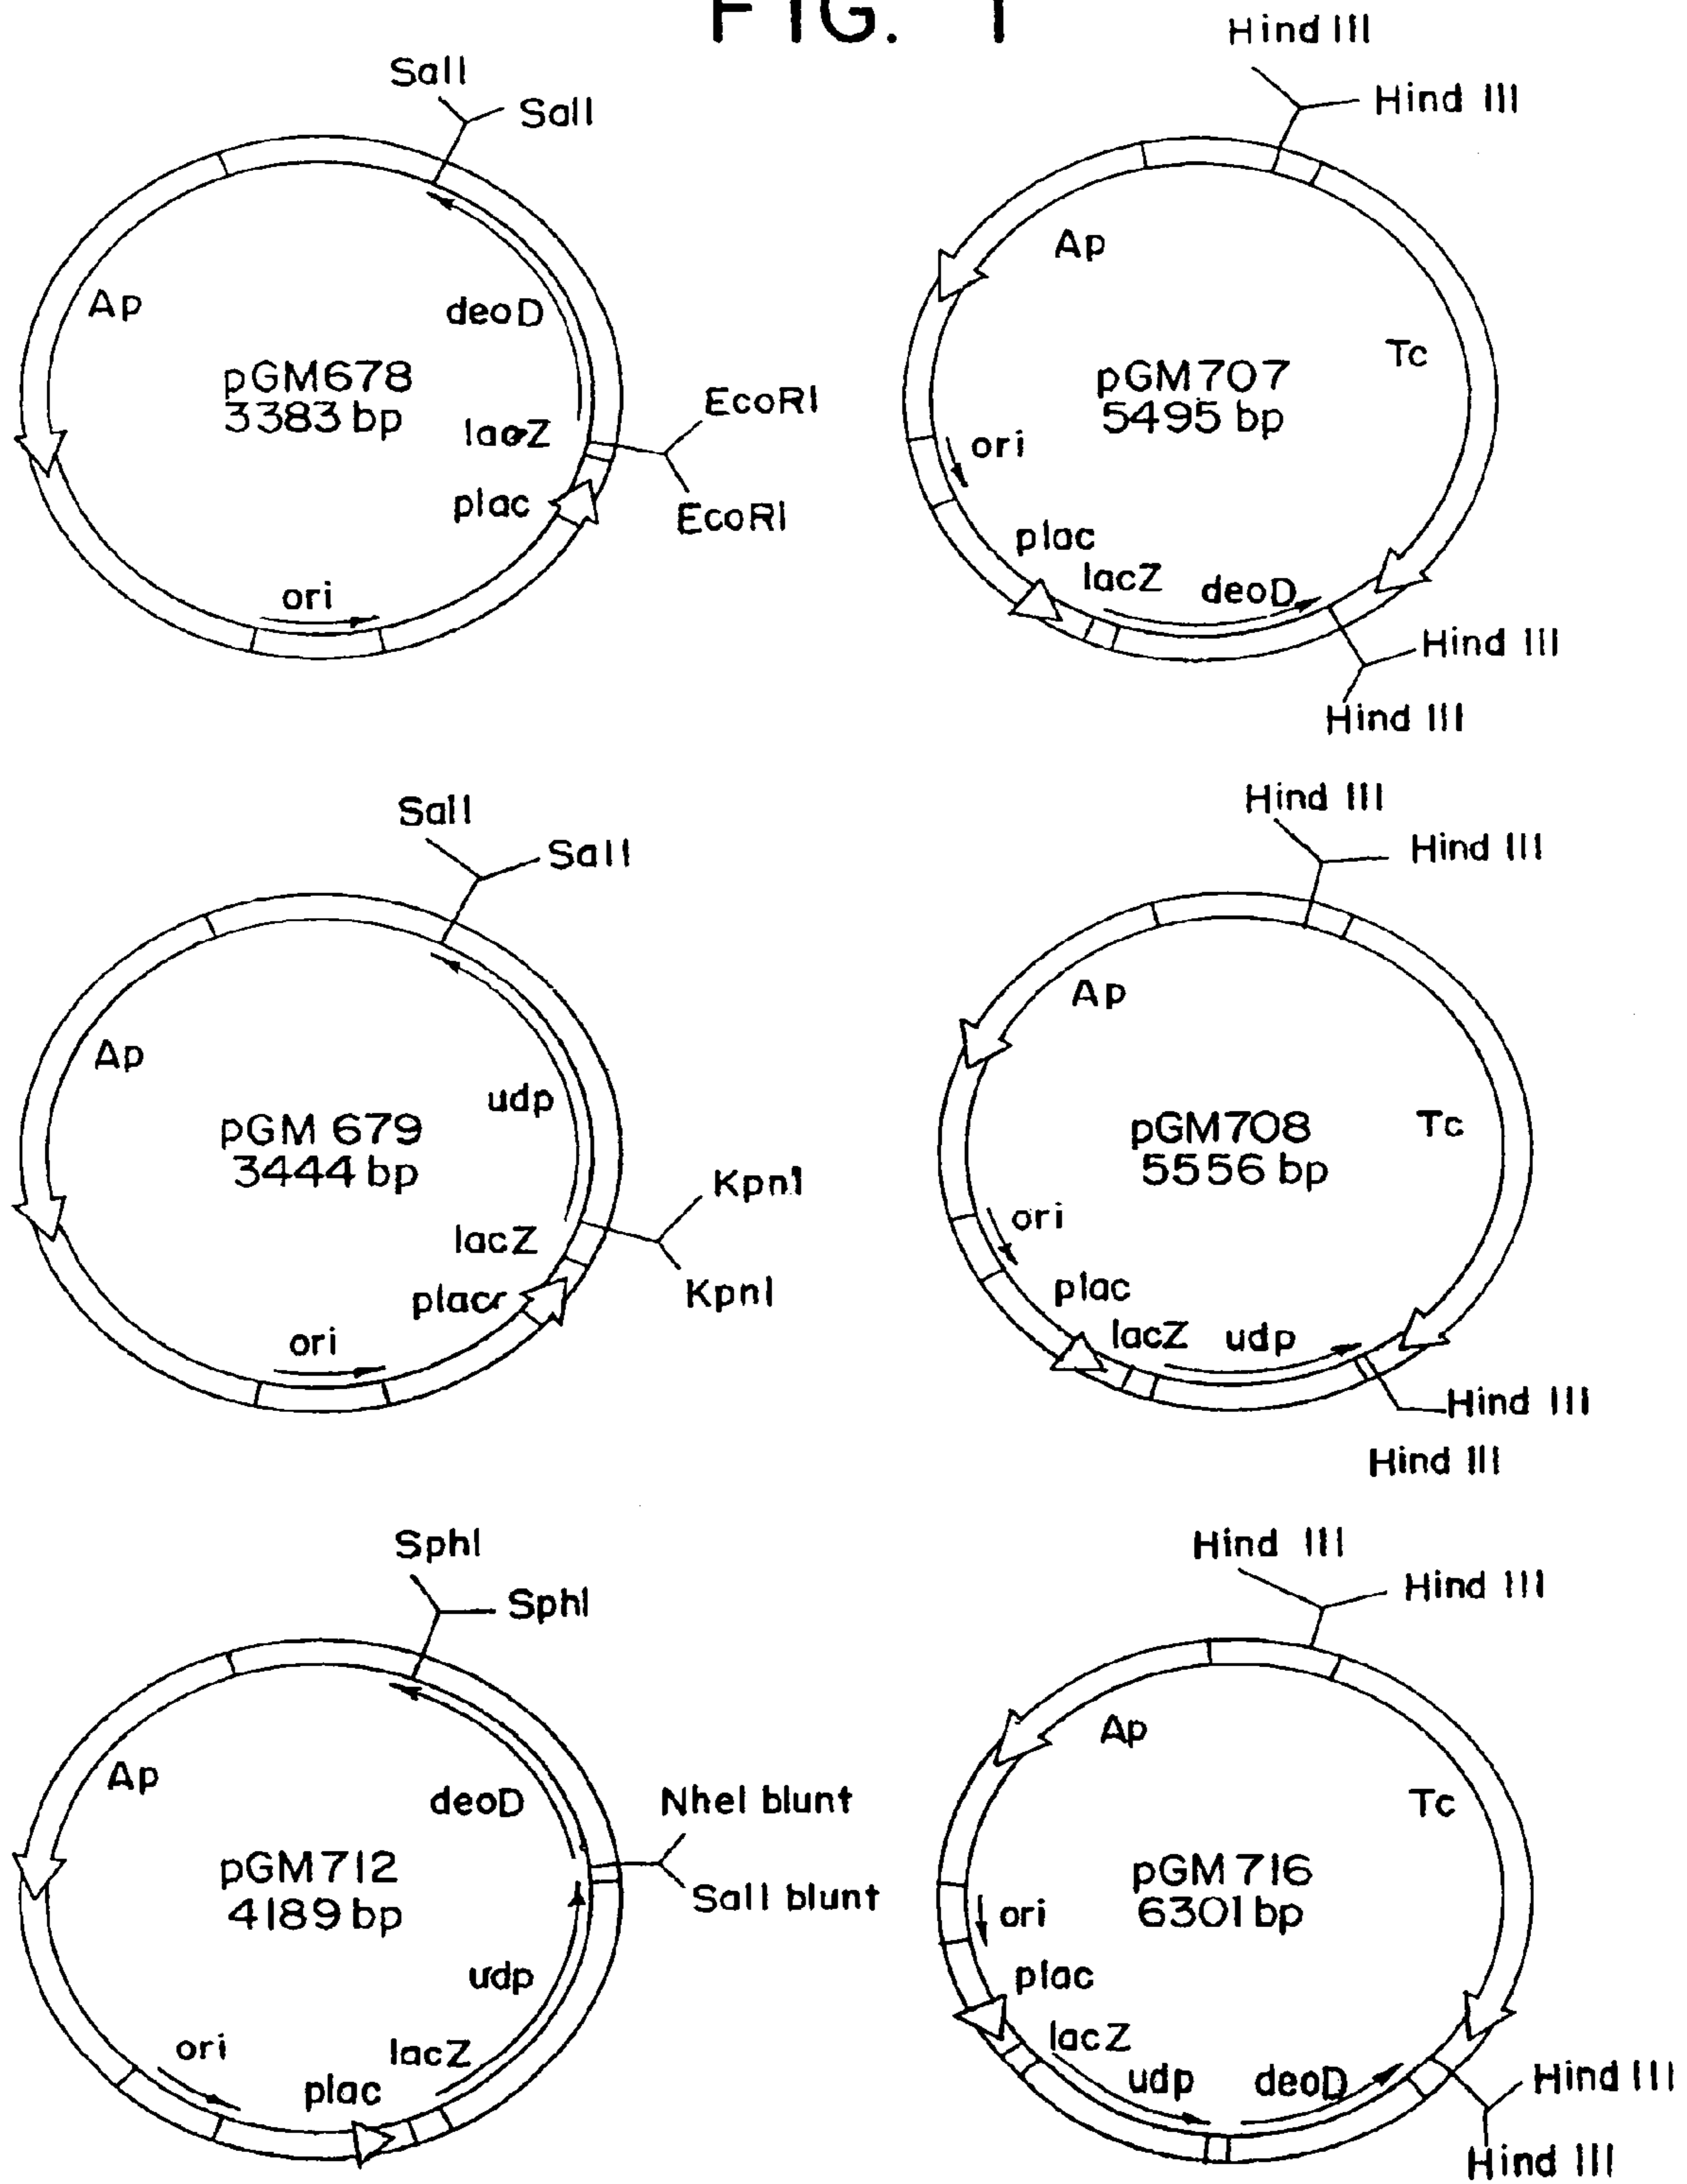 FIG. 1
SalI
SalI
Ap
deoD
pGM678
3383 bp
lacZ
EcoRI
plac
EcoRI
ori
Hind III
Hind III
Ap
Tc
pGM707
5495 bp
ori
plac
lacZ
deoD
Hind III
Hind III
SalI
SalI
Ap
udp
pGM 679
3444 bp
KpnI
lacZ
plac
KpnI
ori
Hind III
Hind III
Ap
pGM708
5556 bp
Tc
ori
plac
lacZ
udp
Hind III
Hind III
SphI
SphI
Ap
deoD
NheI blunt
pGM712
4189 bp
SalI blunt
udp
ori
lacZ
plac
Hind III
Hind III
Ap
Tc
pGM716
6301 bp
ori
plac
lacZ
udp
deoD
Hind III
Hind III